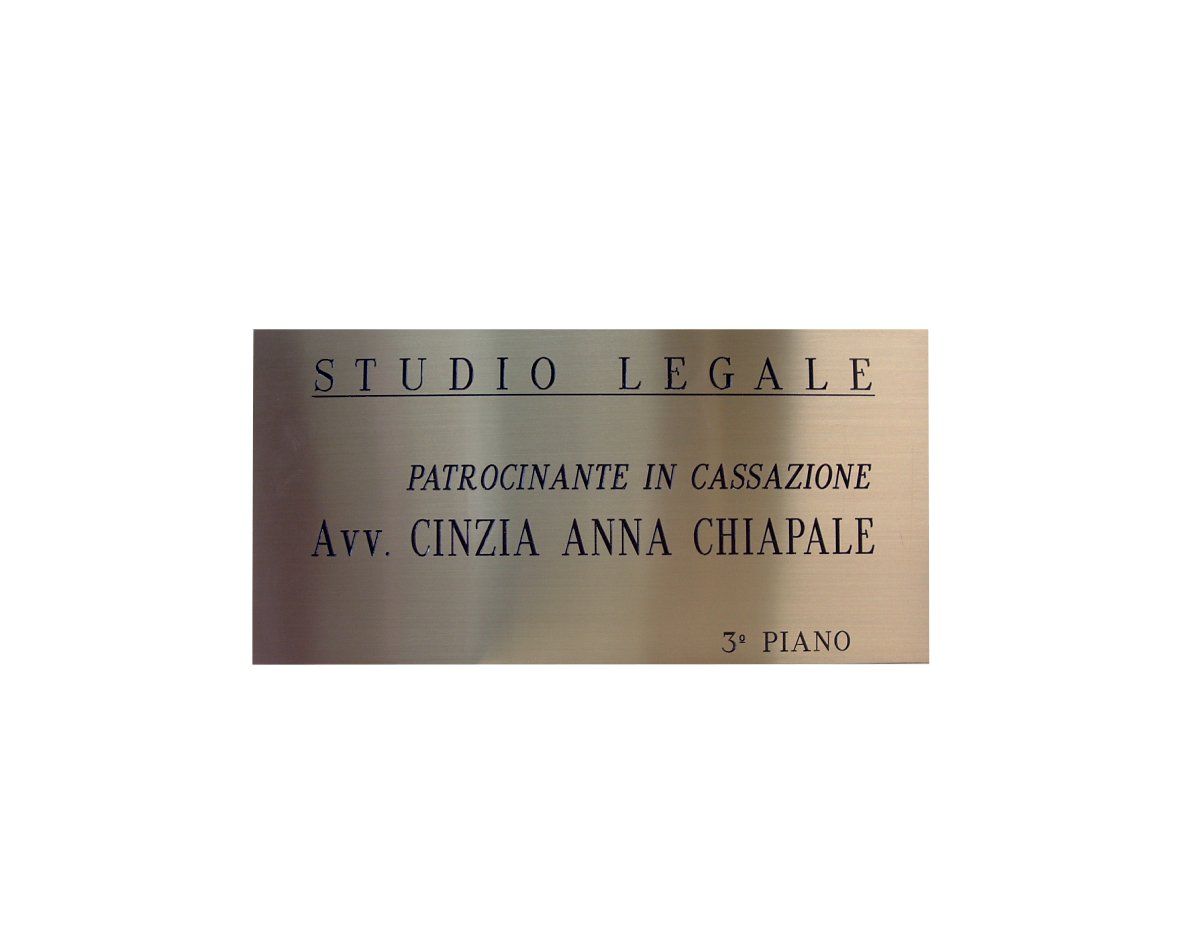 STUDIO LEGALE
PATROCINANTE IN CASSAZIONE
Avv. CINZIA ANNA CHIAPALE
3º PIANO